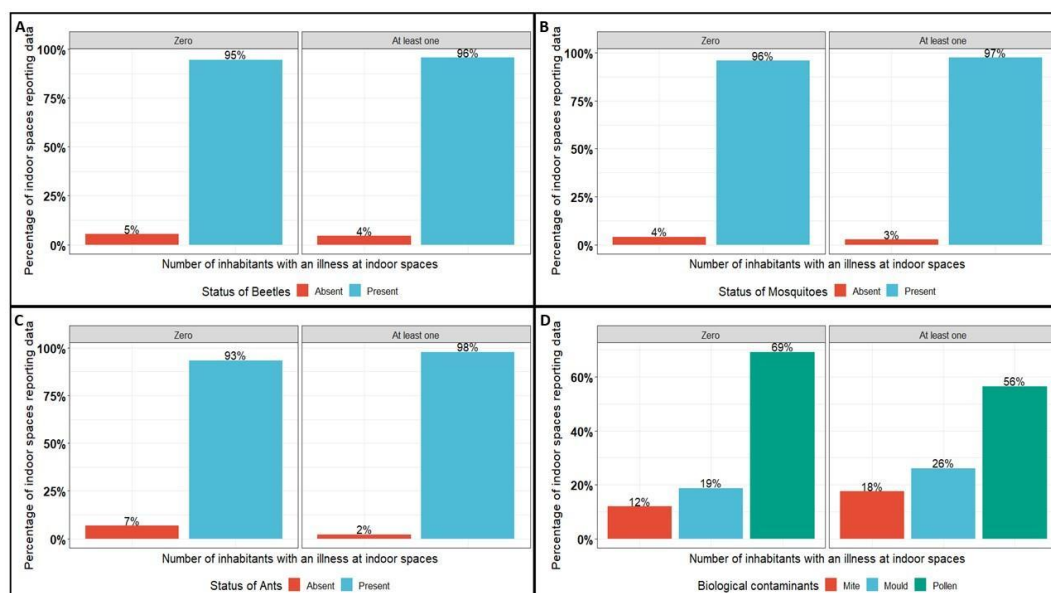 A
Zero
At least one
100%
95%
96%
75%
50%
25%
5%
4%
0%
Percentage of indoor spaces reporting data
Number of inhabitants with an illness at indoor spaces
Status of Beetles Absent Present
B
Zero
At least one
100%
96%
97%
75%
50%
25%
4%
3%
0%
Percentage of indoor spaces reporting data
Number of inhabitants with an illness at indoor spaces
Status of Mosquitoes Absent Present
C
Zero
At least one
100%
93%
98%
75%
50%
25%
7%
2%
0%
Percentage of indoor spaces reporting data
Number of inhabitants with an illness at indoor spaces
Status of Ants Absent Present
D
Zero
At least one
69%
60%
56%
40%
26%
20%
19%
18%
12%
0%
Percentage of indoor spaces reporting data
Number of inhabitants with an illness at indoor spaces
Biological contaminants Mite Mould Pollen